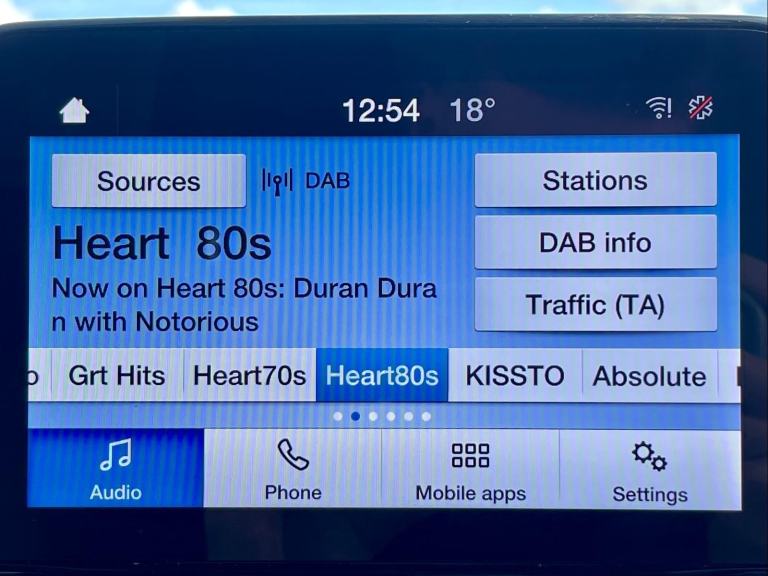 12:54 18°
Sources DAB Stations
Heart 80s DAB info
Now on Heart 80s: Duran Dura
n with Notorious
Traffic (TA)
o Grt Hits Heart70s Heart80s KISSTO Absolute
Audio Phone Mobile apps Settings